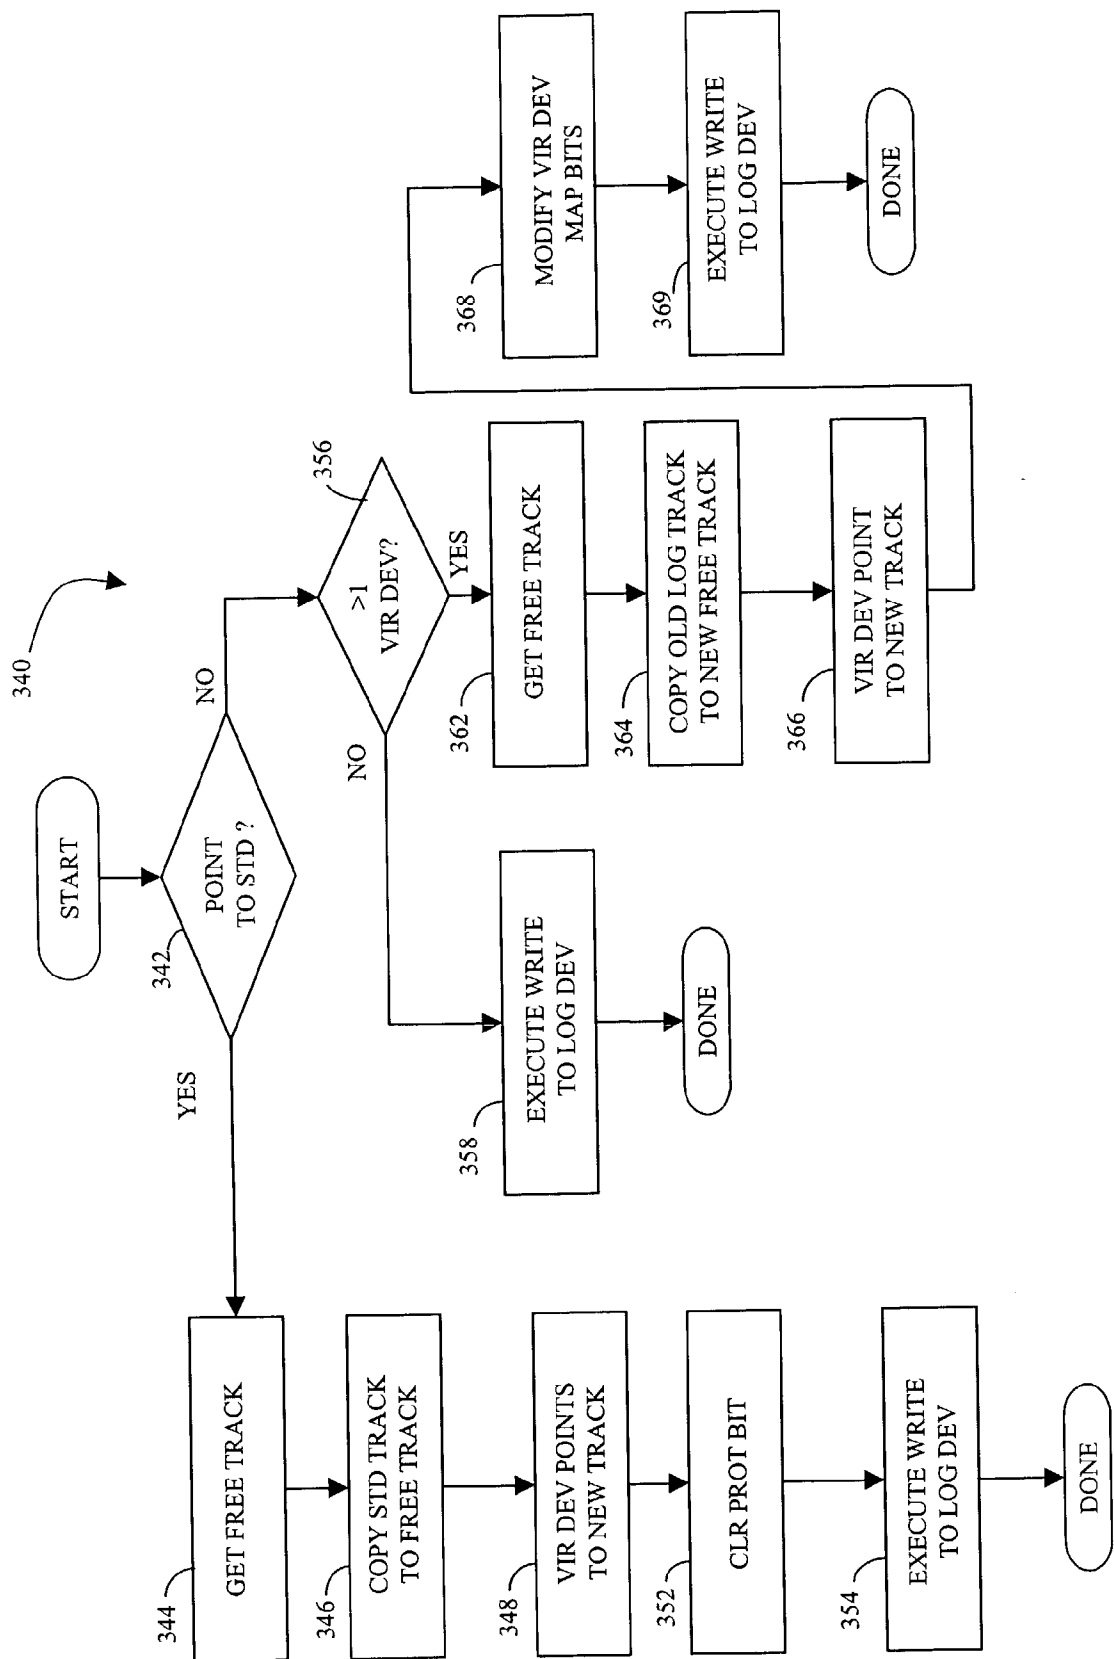 340
START
342
POINT
TO STD ?
YES
NO
344
GET FREE TRACK
346
COPY STD TRACK
TO FREE TRACK
348
VIR DEV POINTS
TO NEW TRACK
352
CLR PROT BIT
354
EXECUTE WRITE
TO LOG DEV
DONE
356
>1
VIR DEV?
NO
YES
358
EXECUTE WRITE
TO LOG DEV
DONE
362
GET FREE TRACK
364
COPY OLD LOG TRACK
TO NEW FREE TRACK
366
VIR DEV POINT
TO NEW TRACK
368
MODIFY VIR DEV
MAP BITS
369
EXECUTE WRITE
TO LOG DEV
DONE